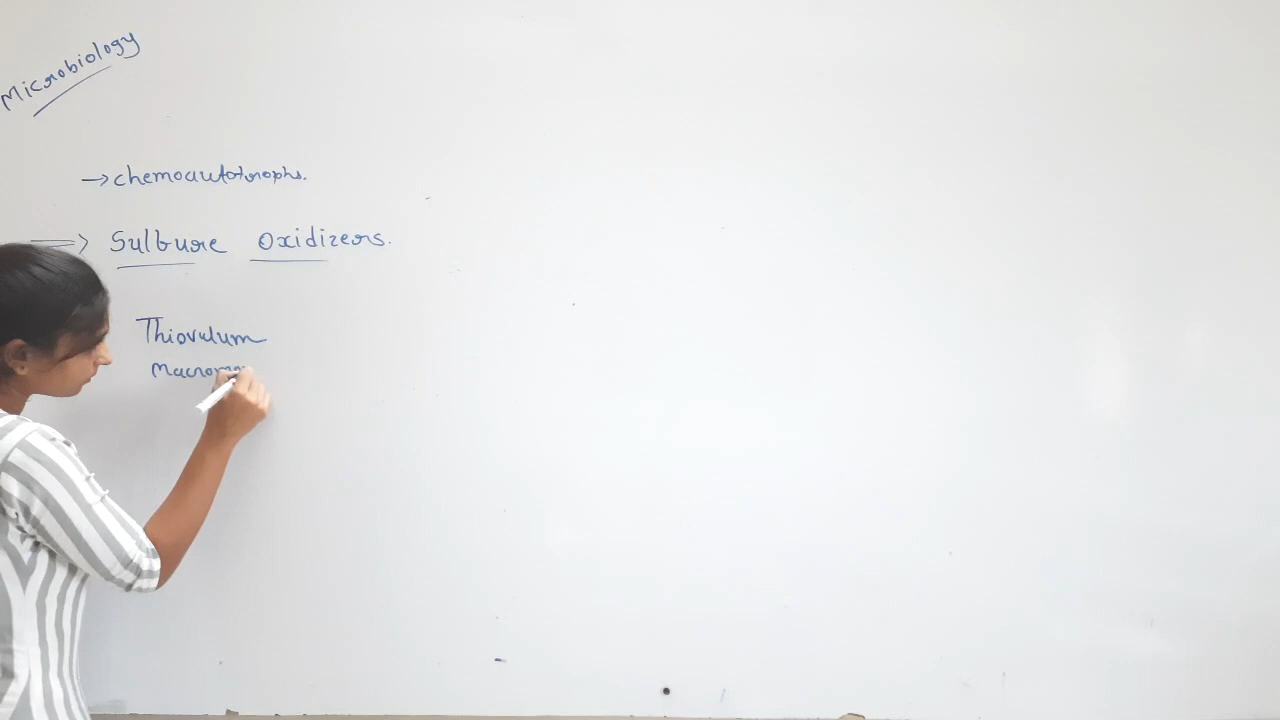 Microbiology
→ chemoautotrophs.
⇒ Sulbure Oxidizers.
Thiovulum